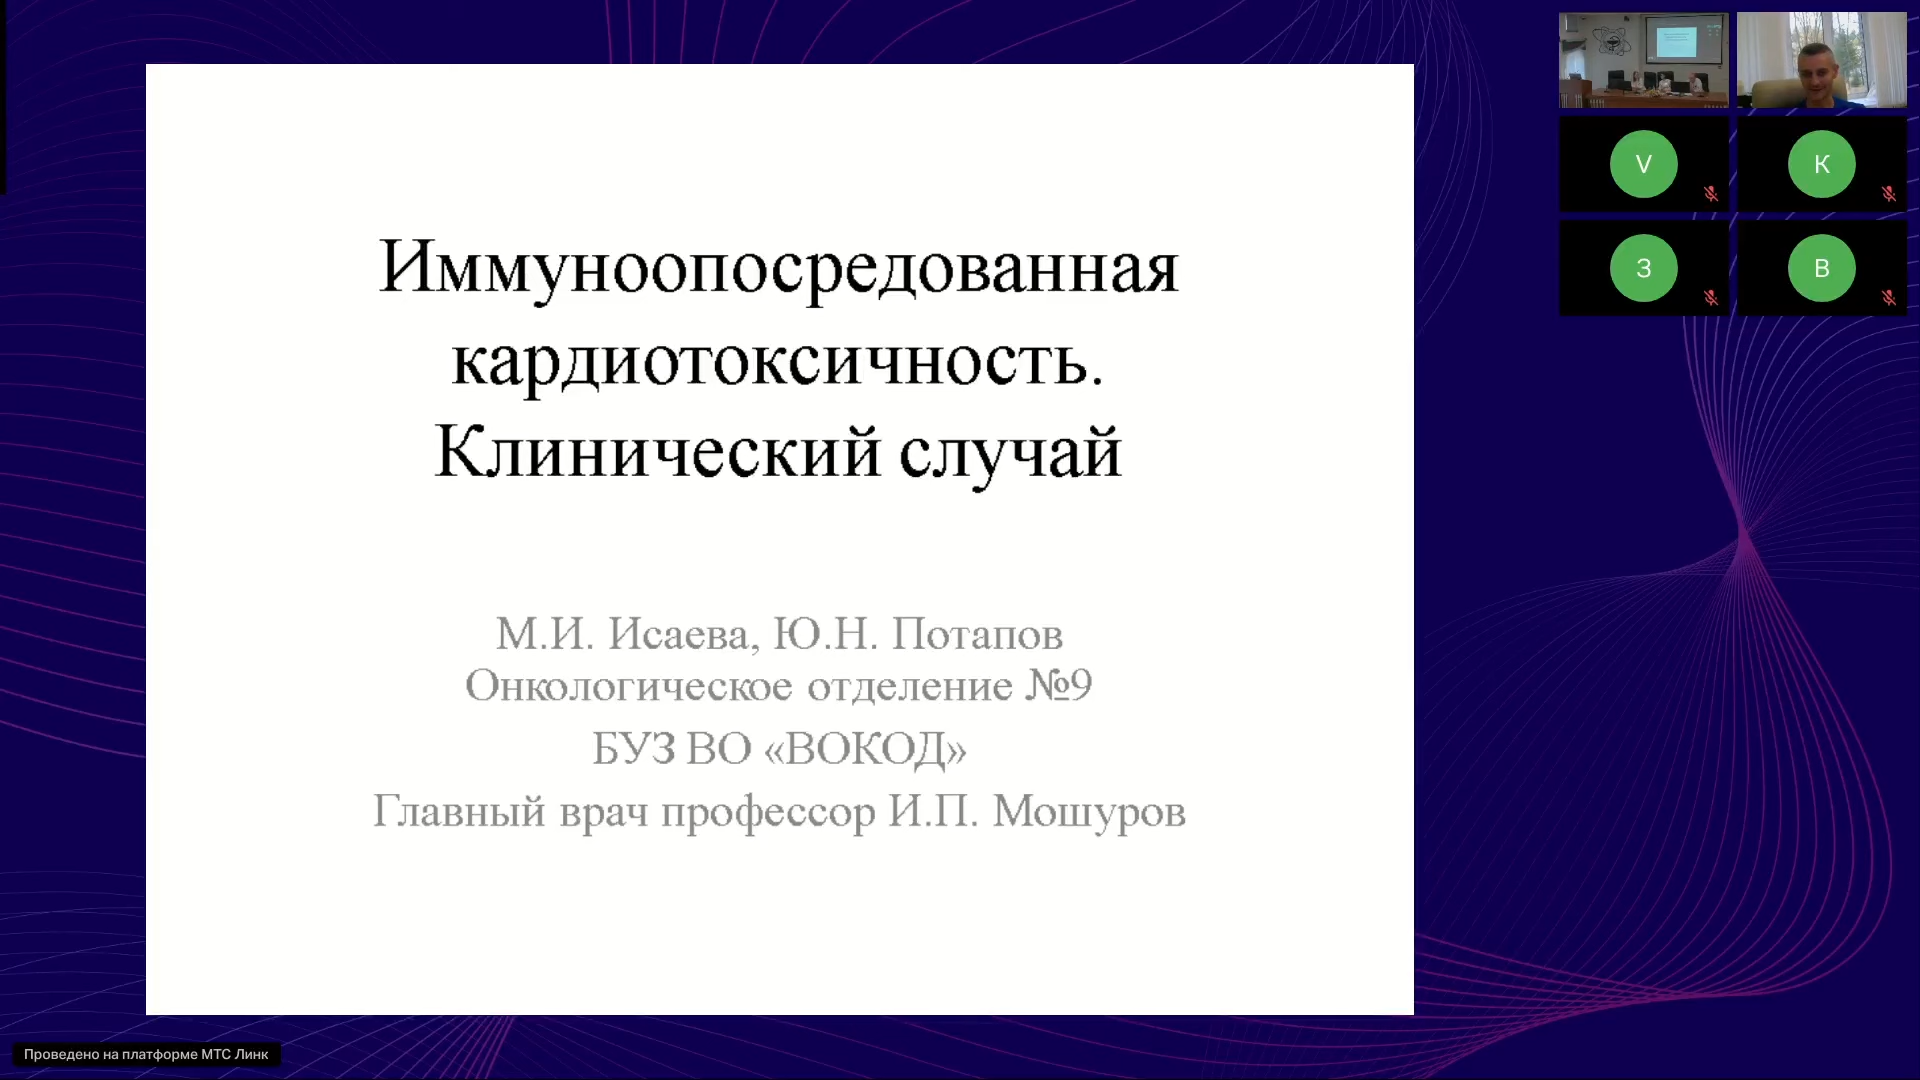 Иммуноопосредованная
кардиотоксичность.
Клинический случай
М.И. Исаева, Ю.Н. Потапов
Онкологическое отделение №9
БУЗ ВО «ВОКОД»
Главный врач профессор И.П. Мошуров
V
К
З
В
Проведено на платформе МТС Линк